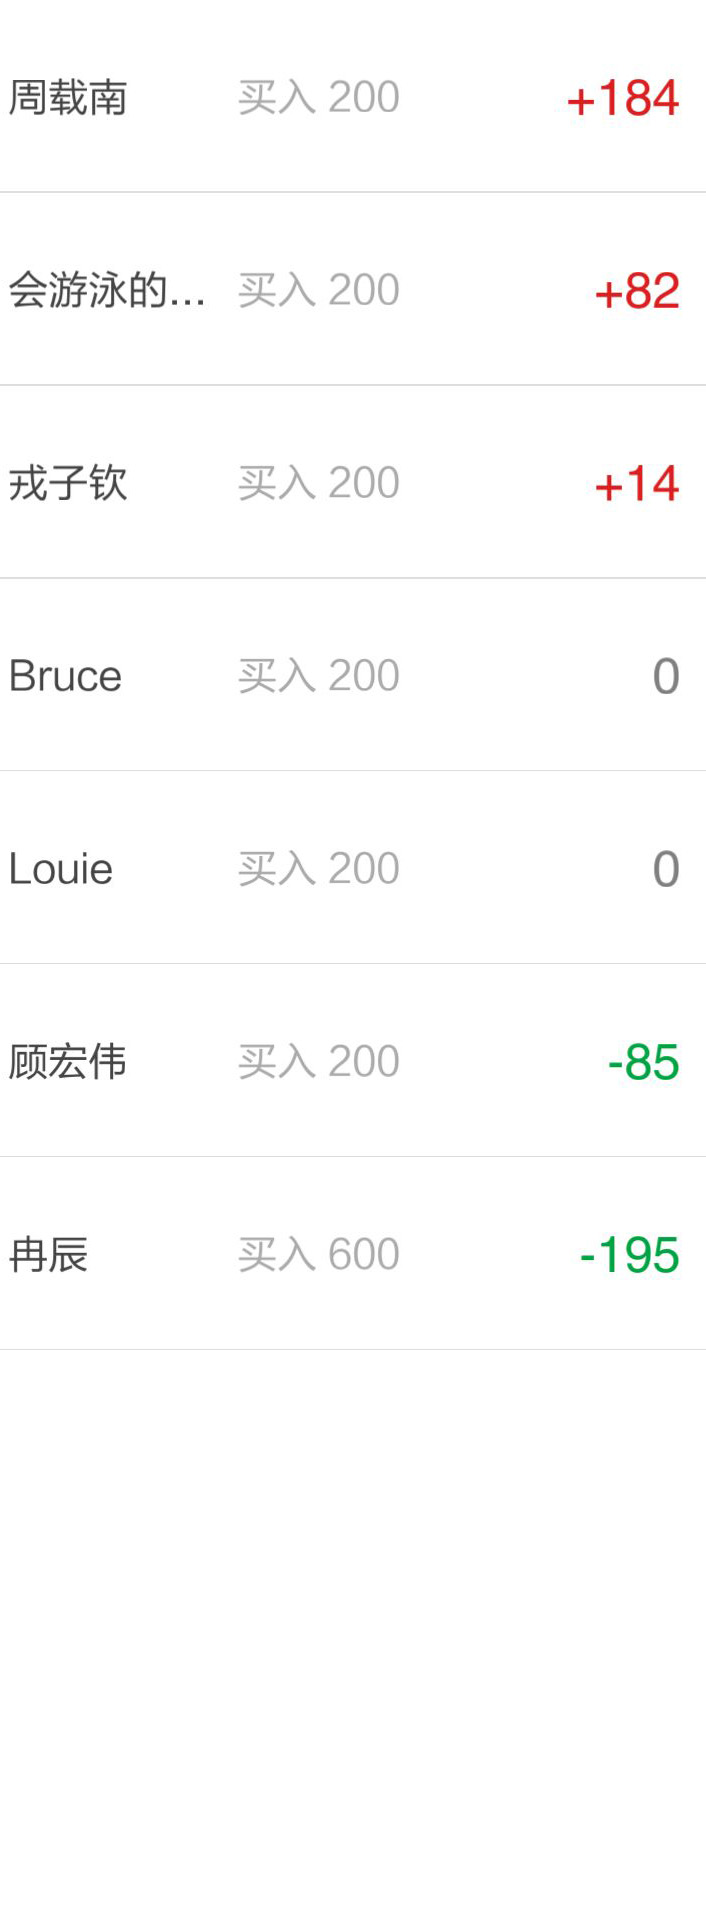 周载南 买入 200 +184
会游泳的... 买入 200 +82
戎子钦 买入 200 +14
Bruce 买入 200 0
Louie 买入 200 0
顾宏伟 买入 200 -85
冉辰 买入 600 -195